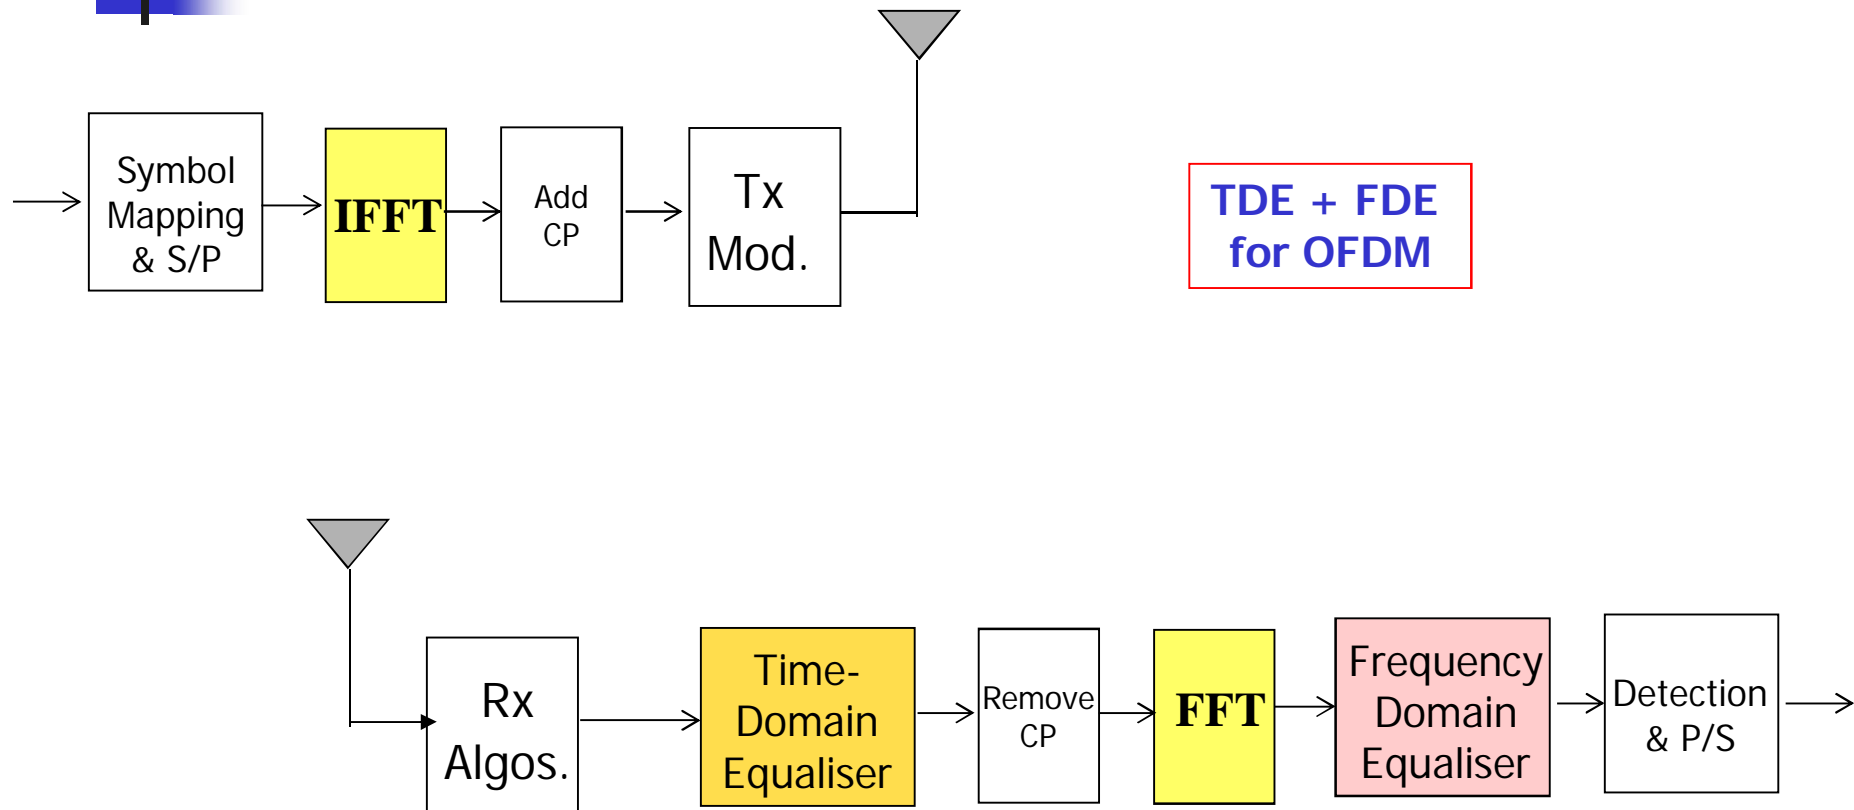 Symbol
Mapping
& S/P
IFFT
Add
CP
Tx
Mod.
TDE + FDE
for OFDM
Rx
Algos.
Time-
Domain
Equaliser
Remove
CP
FFT
Frequency
Domain
Equaliser
Detection
& P/S